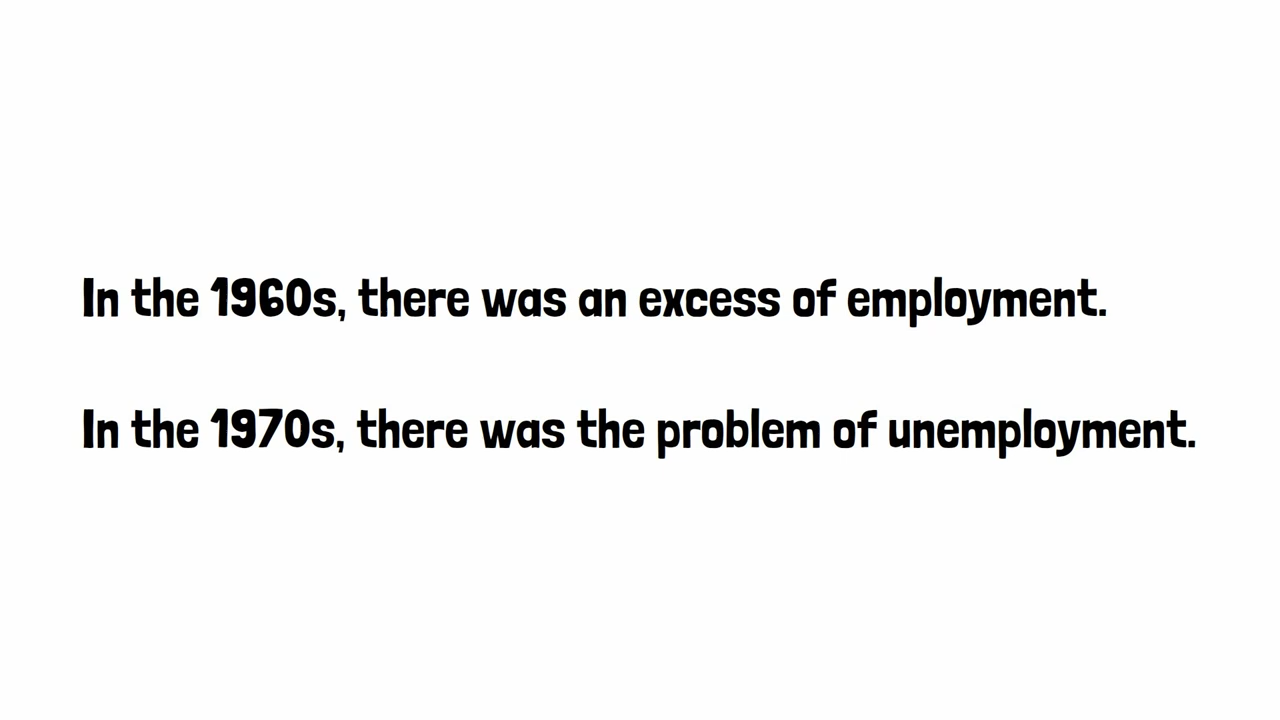 In the 1960s, there was an excess of employment.
In the 1970s, there was the problem of unemployment.